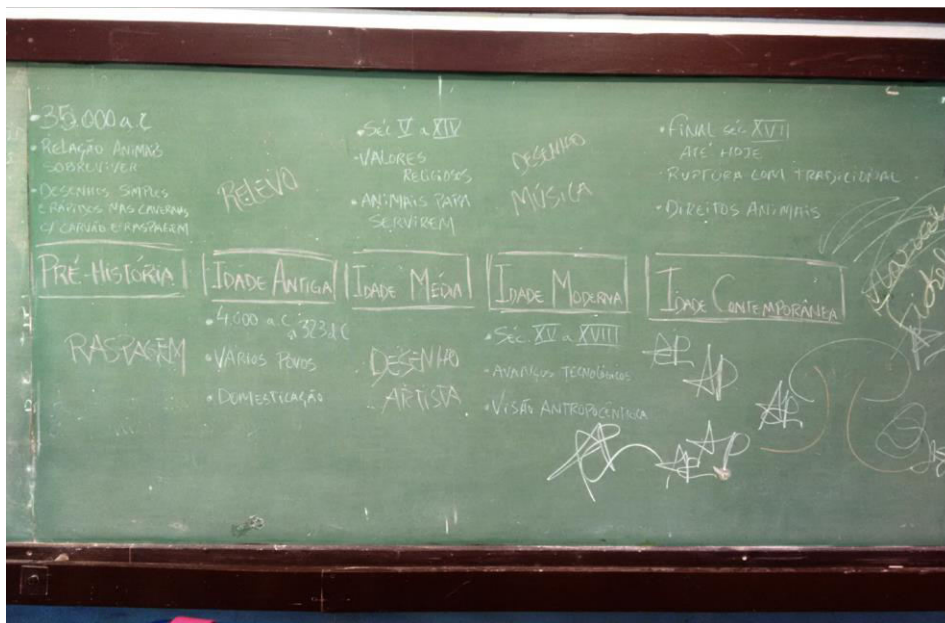 • 35.000 a.C
• RELAÇÃO ANIMAIS
SOBREVIVER
• DESENHOS SIMPLES
E RÁPIDOS NAS CAVERNAS
C/ CARVÃO E RASPAGEM
PRÉ-HISTÓRIA
RASPAGEM
RELEVO
IDADE ANTIGA
• 4.000 a.C
a 323 d.C
• VÁRIOS POVOS
• DOMESTICAÇÃO
• SÉC V a XIV
• VALORES
RELIGIOSOS
• ANIMAIS PARA
SERVIREM
IDADE MÉDIA
DESENHO
ARTISTA
DESENHO
MÚSICA
IDADE MODERNA
• SÉC. XV a XVIII
• AVANÇOS TECNOLÓGICOS
• VISÃO ANTROPOCÊNTRICA
• FINAL SÉC XVII
ATÉ HOJE
• RUPTURA COM TRADICIONAL
• DIREITOS ANIMAIS
IDADE CONTEMPORÂNEA